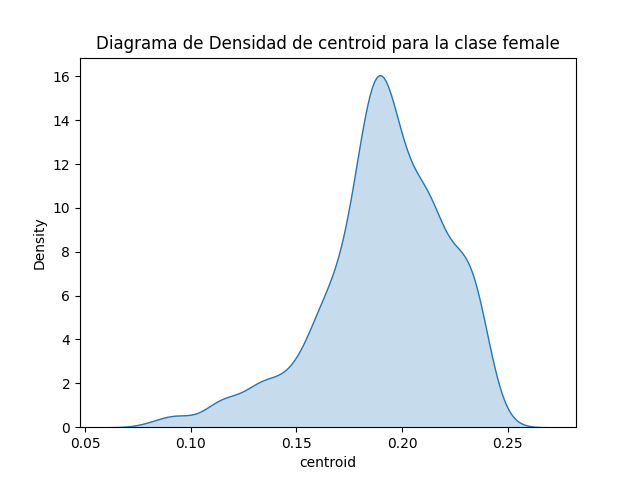 Diagrama de Densidad de centroid para la clase female
16
14
12
10
8
6
4
2
0
Density
0.05 0.10 0.15 0.20 0.25
centroid